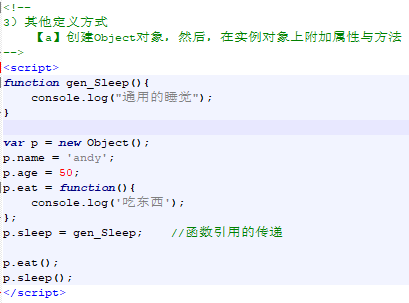 <!--
3）其他定义方式
【a】创建Object对象，然后，在实例对象上附加属性与方法
-->
<script>
function gen_Sleep(){
console.log("通用的睡觉");
}
var p = new Object();
p.name = 'andy';
p.age = 50;
p.eat = function(){
console.log('吃东西');
};
p.sleep = gen_Sleep; //函数引用的传递
p.eat();
p.sleep();
</script>